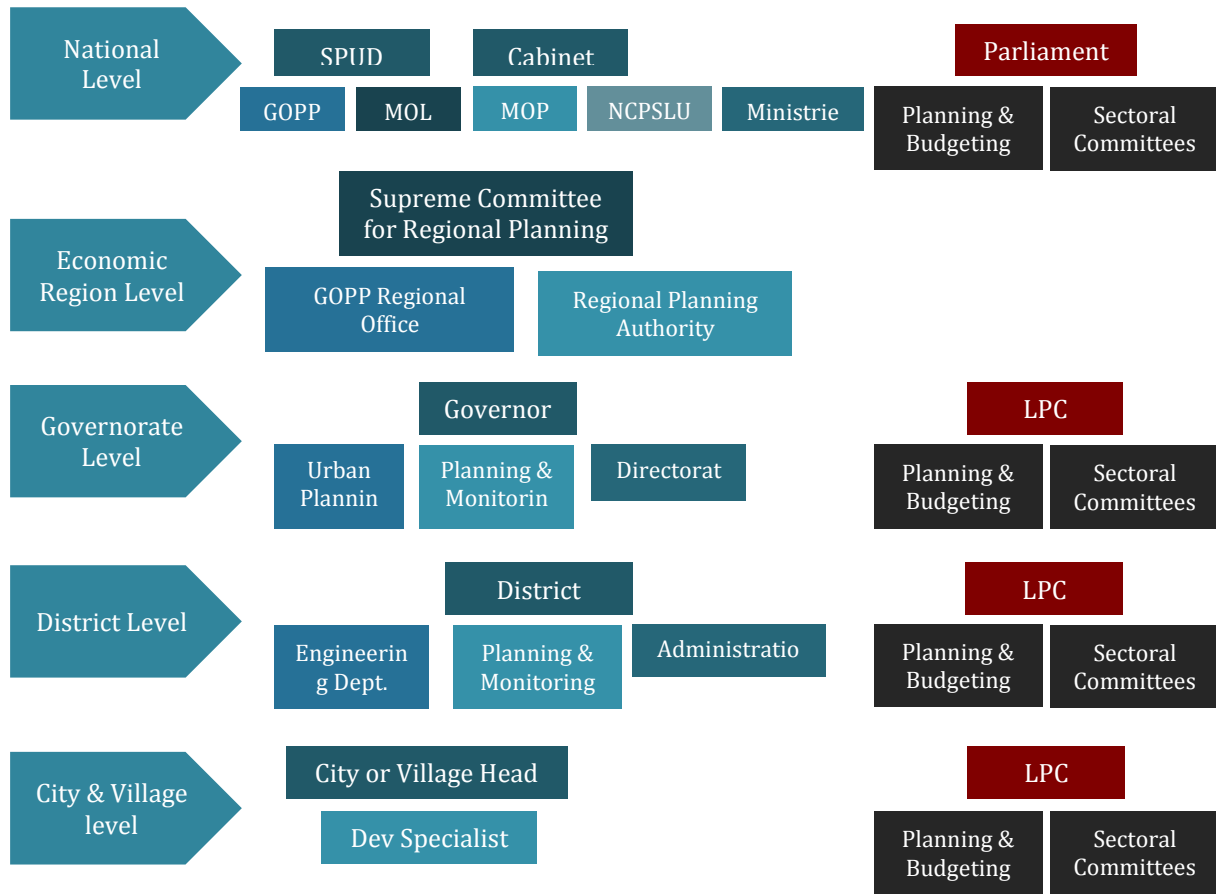 National
Level
SPUD
Cabinet
Parliament
GOPP
MOL
MOP
NCPSLU
Ministrie
Planning &
Budgeting
Sectoral
Committees
Economic
Region Level
Supreme Committee
for Regional Planning
GOPP Regional
Office
Regional Planning
Authority
Governorate
Level
Governor
LPC
Urban
Plannin
Planning &
Monitorin
Directorat
Planning &
Budgeting
Sectoral
Committees
District Level
District
LPC
Engineerin
g Dept.
Planning &
Monitoring
Administratio
Planning &
Budgeting
Sectoral
Committees
City & Village
level
City or Village Head
LPC
Dev Specialist
Planning &
Budgeting
Sectoral
Committees